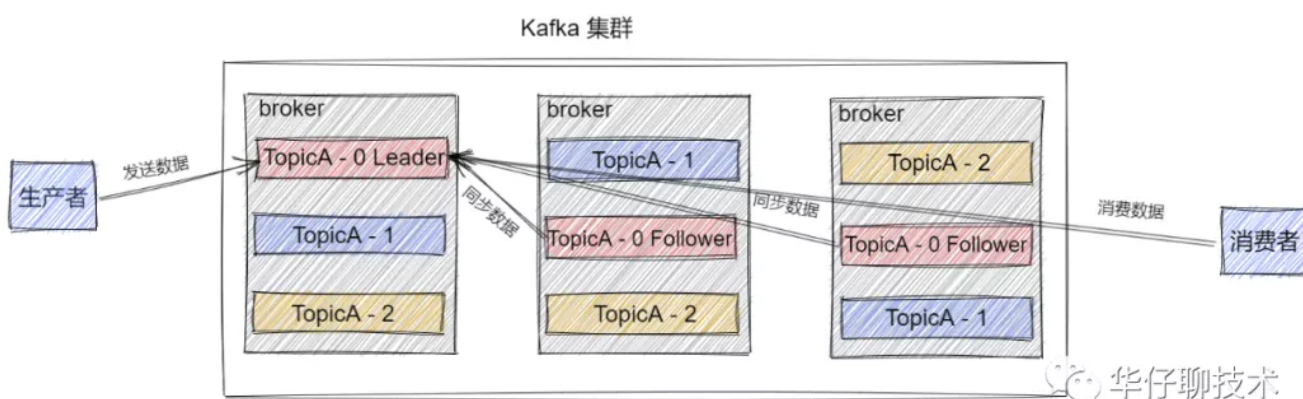 Kafka 集群
broker
TopicA - 0 Leader
TopicA - 1
TopicA - 2
broker
TopicA - 1
TopicA - 0 Follower
TopicA - 2
broker
TopicA - 2
TopicA - 0 Follower
TopicA - 1
生产者
发送数据
同步数据
同步数据
消费数据
消费者
华仔聊技术